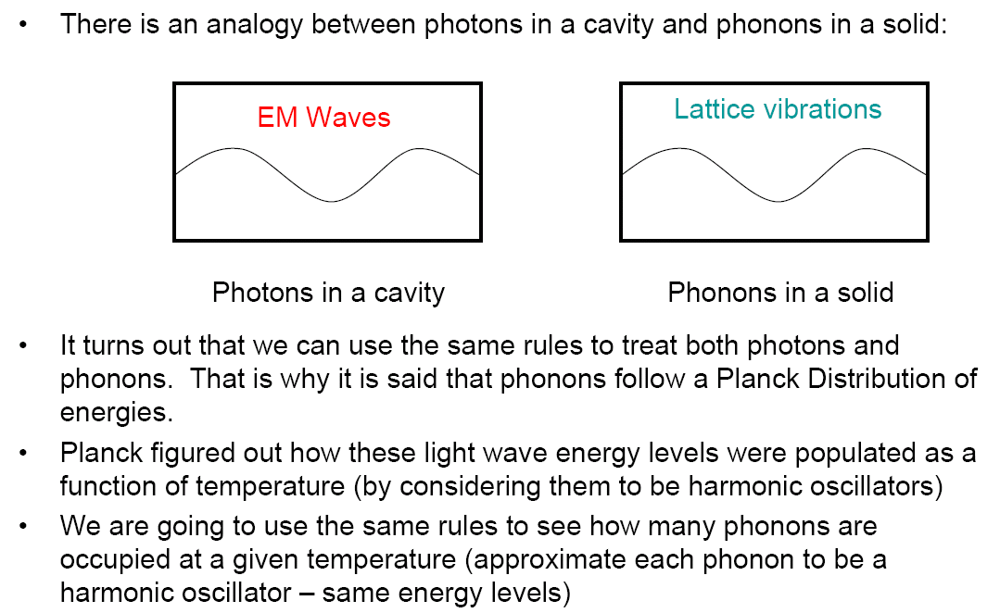 • There is an analogy between photons in a cavity and phonons in a solid:
EM Waves
Lattice vibrations
Photons in a cavity
Phonons in a solid
• It turns out that we can use the same rules to treat both photons and
phonons. That is why it is said that phonons follow a Planck Distribution of
energies.
• Planck figured out how these light wave energy levels were populated as a
function of temperature (by considering them to be harmonic oscillators)
• We are going to use the same rules to see how many phonons are
occupied at a given temperature (approximate each phonon to be a
harmonic oscillator – same energy levels)